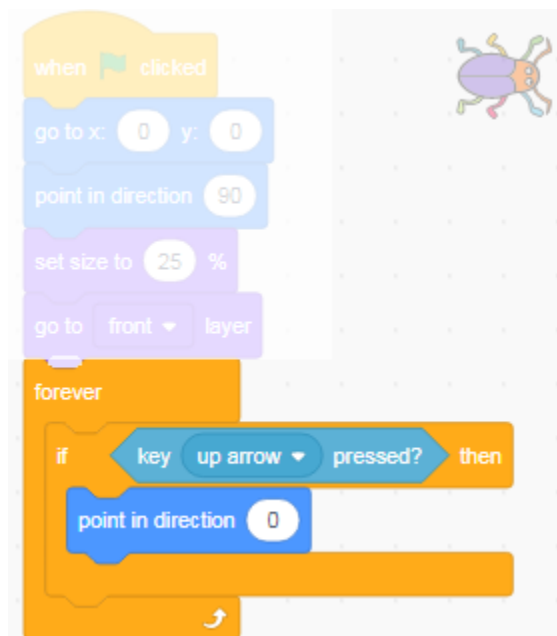 when clicked
go to x: 0 y: 0
point in direction 90
set size to 25 %
go to front layer
forever
if key up arrow pressed? then
point in direction 0